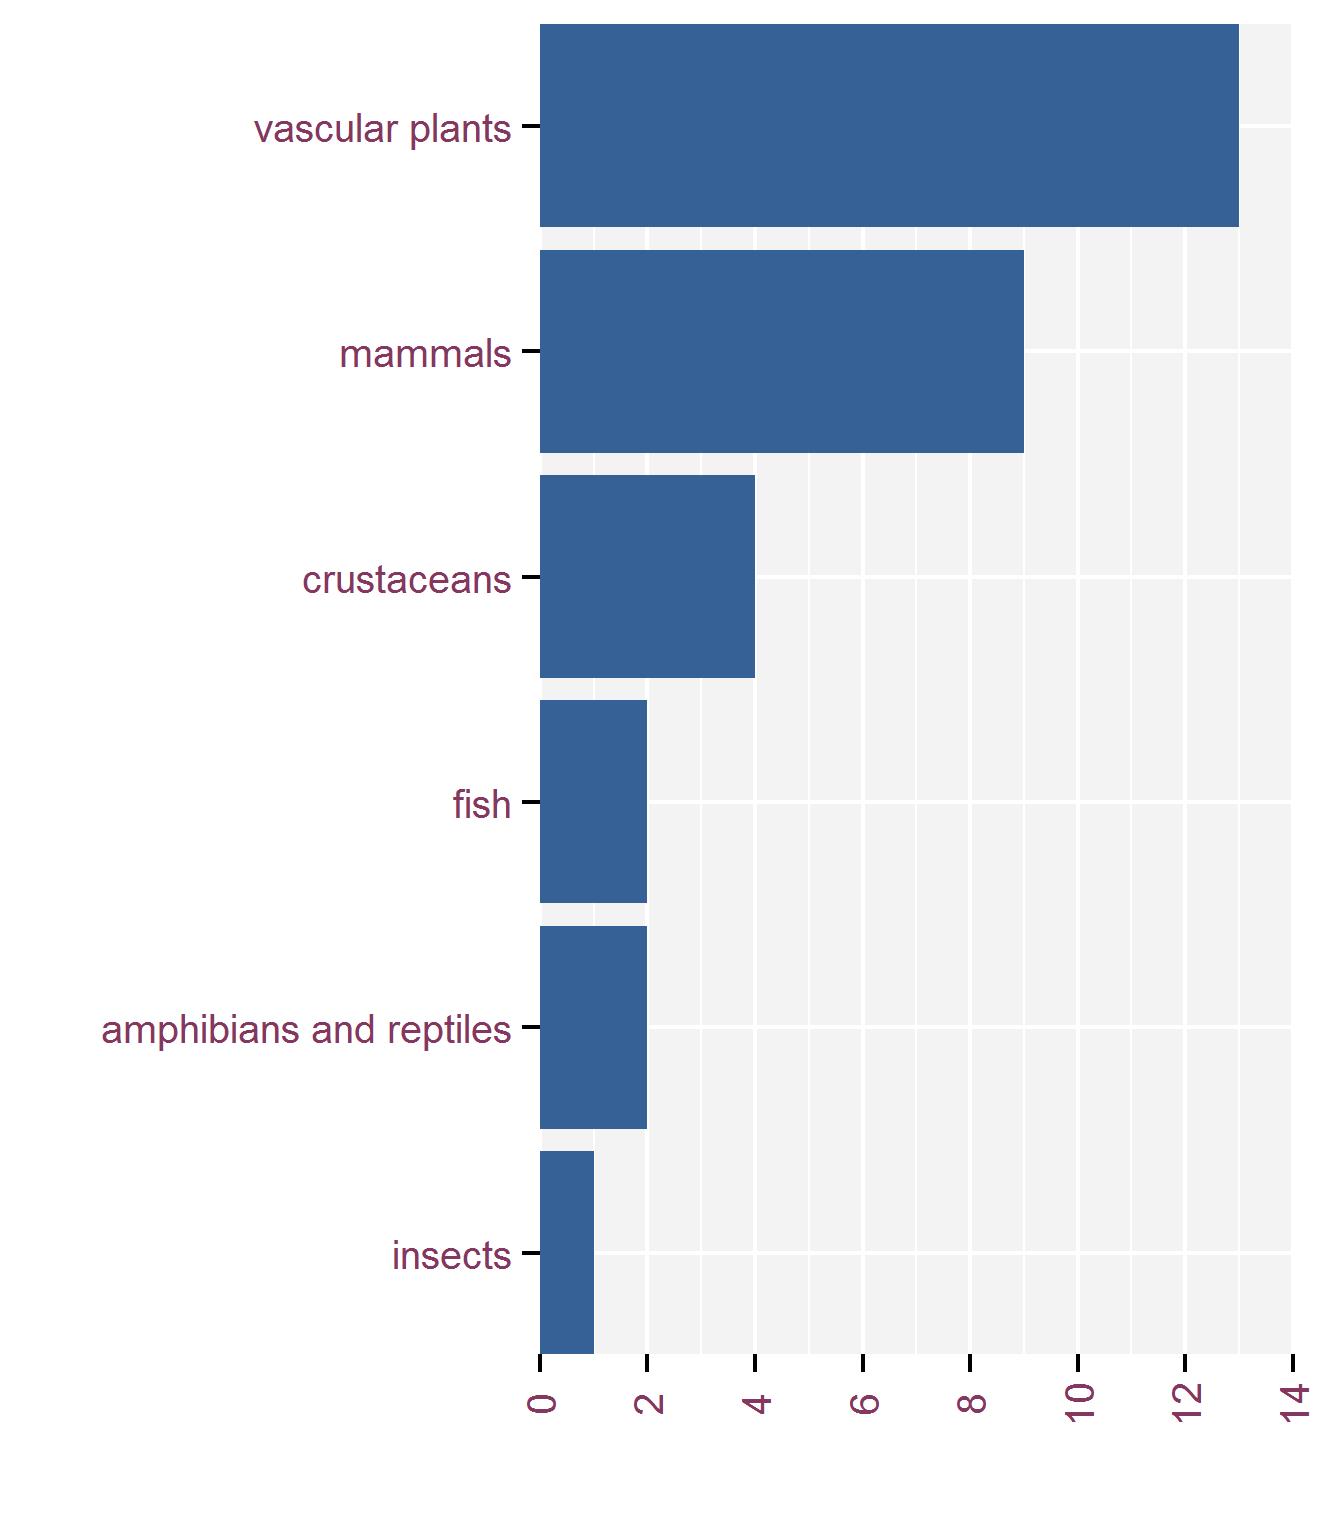 vascular plants
mammals
crustaceans
fish
amphibians and reptiles
insects
0 2 4 6 8 10 12 14